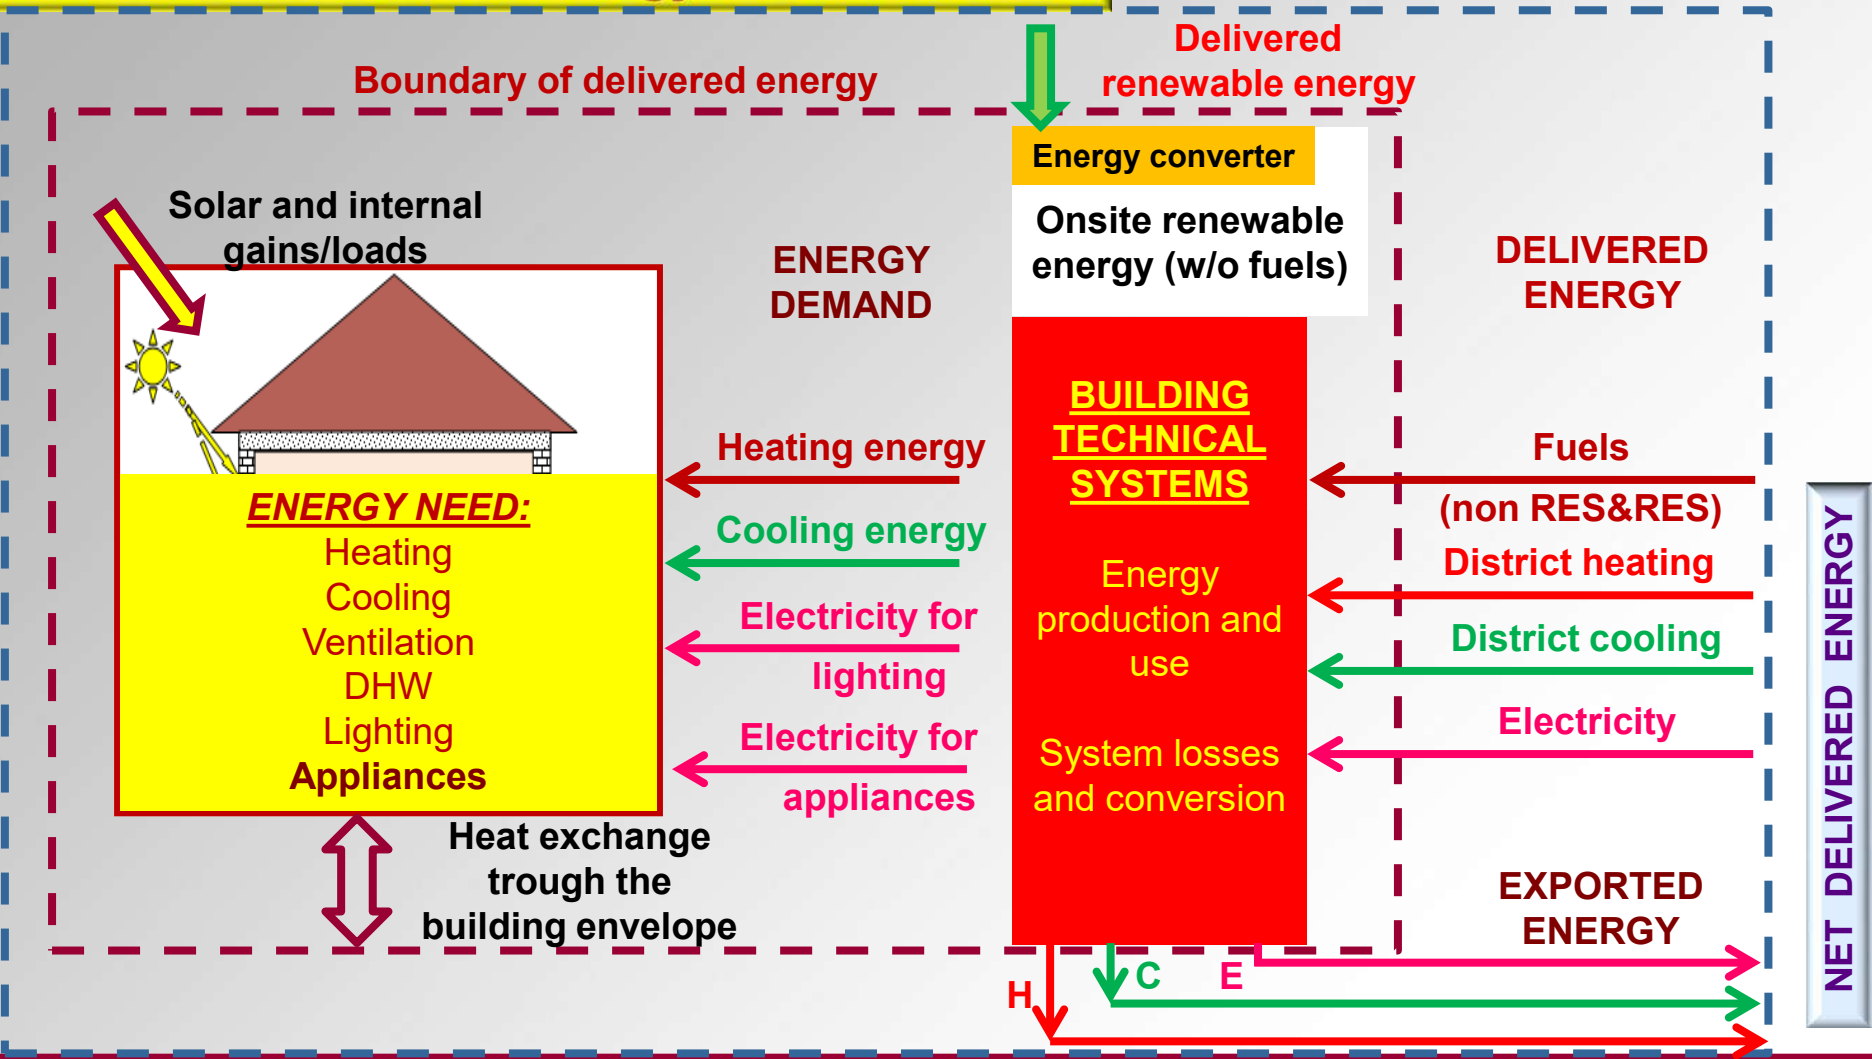 Delivered
renewable energy
Boundary of delivered energy
Energy converter
Onsite renewable
energy (w/o fuels)
Solar and internal
gains/loads
ENERGY
DEMAND
DELIVERED
ENERGY
BUILDING
TECHNICAL
SYSTEMS
Energy
production and
use
System losses
and conversion
ENERGY NEED:
Heating
Cooling
Ventilation
DHW
Lighting
Appliances
Heating energy
Cooling energy
Electricity for
lighting
Electricity for
appliances
Fuels
(non RES&RES)
District heating
District cooling
Electricity
Heat exchange
trough the
building envelope
EXPORTED
ENERGY
H
C
E
NET DELIVERED ENERGY